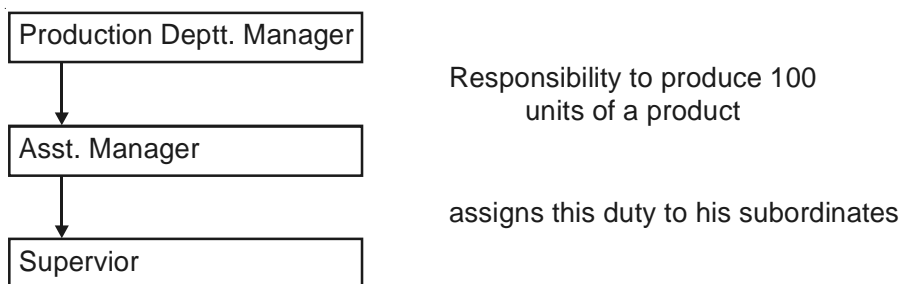 Production Deptt. Manager
Responsibility to produce 100
units of a product
Asst. Manager
assigns this duty to his subordinates
Supervior